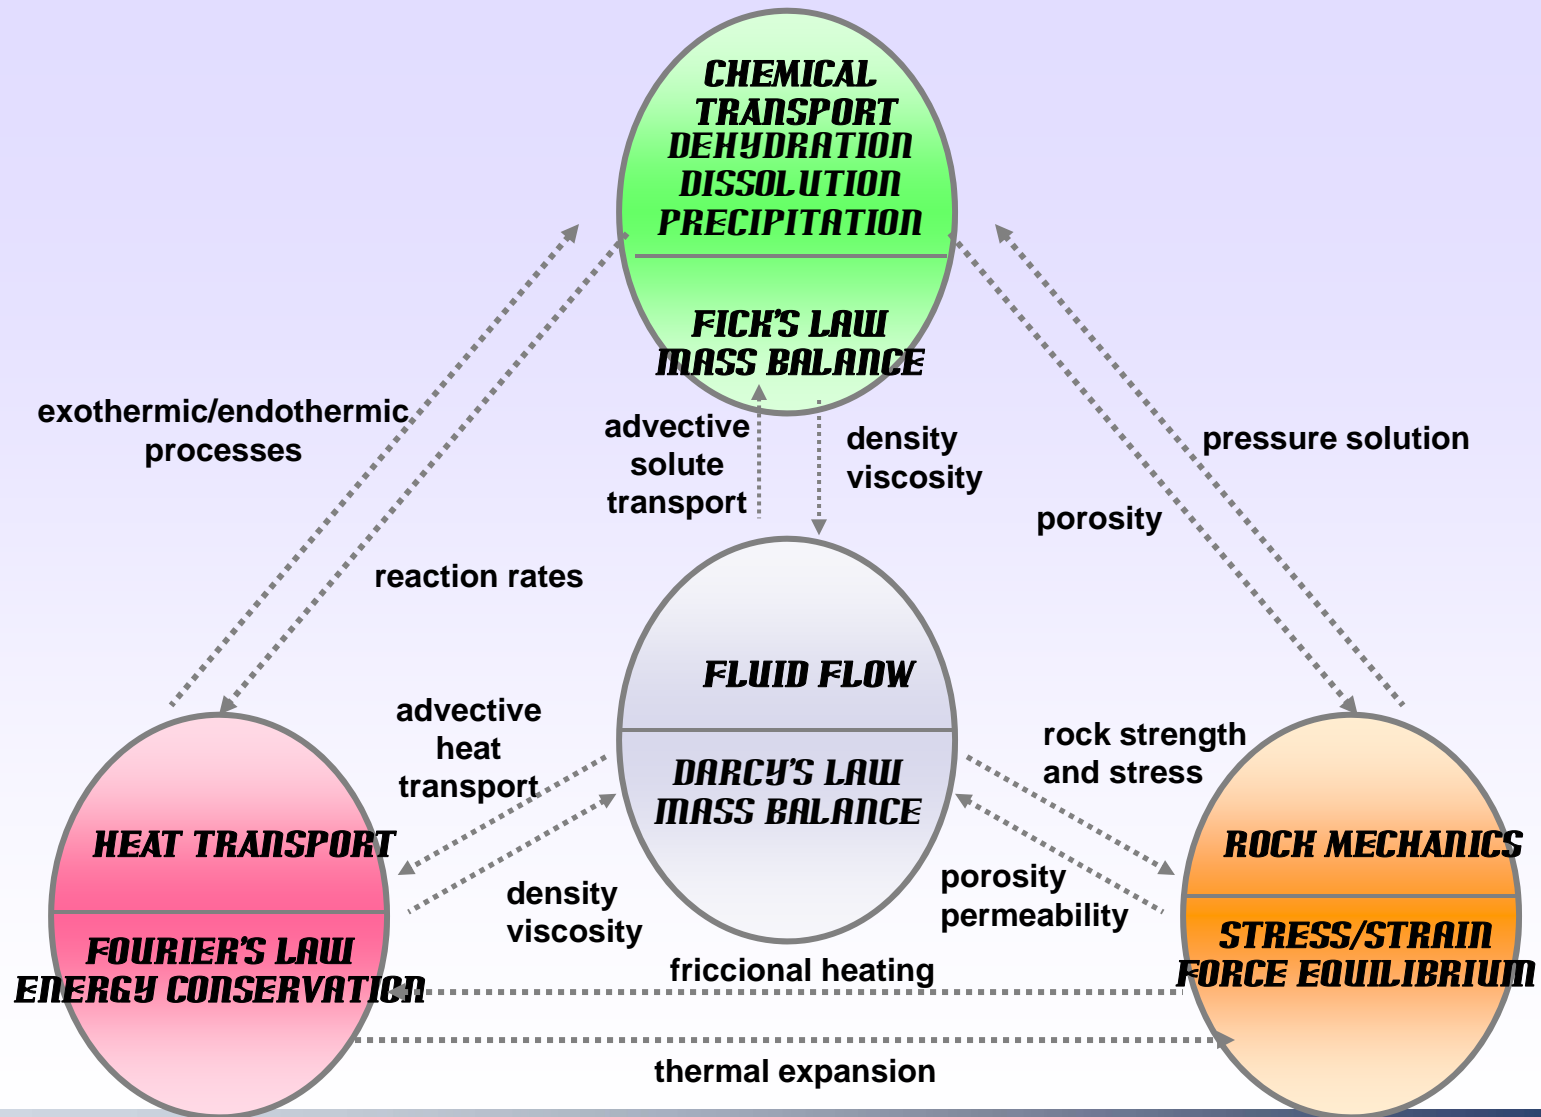 CHEMICAL
TRANSPORT
DEHYDRATION
DISSOLUTION
PRECIPITATION
FICK'S LAW
MASS BALANCE
exothermic/endothermic
processes
advective
solute
transport
density
viscosity
pressure solution
porosity
reaction rates
FLUID FLOW
DARCY'S LAW
MASS BALANCE
advective
heat
transport
rock strength
and stress
HEAT TRANSPORT
FOURIER'S LAW
ENERGY CONSERVATION
density
viscosity
porosity
permeability
ROCK MECHANICS
STRESS/STRAIN
FORCE EQUILIBRIUM
friccional heating
thermal expansion